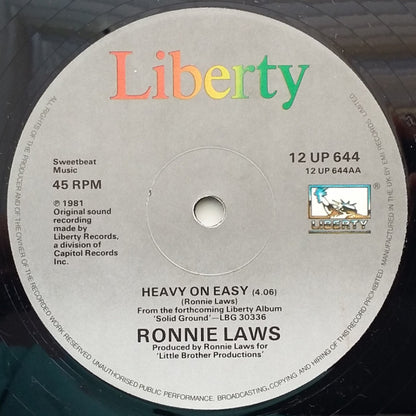 Liberty
ALL RIGHTS OF THE PRODUCER AND OF THE OWNER OF THE RECORDED WORK RESERVED. UNAUTHORISED PUBLIC PERFORMANCE, BROADCASTING, COPYING AND HIRING OF THIS RECORD PROHIBITED. MANUFACTURED IN THE UK BY EMI RECORDS LIMITED.
Sweetbeat
Music
45 RPM
℗ 1981
Original sound
recording
made by
Liberty Records,
a division of
Capitol Records
Inc.
12 UP 644
12 UP 644AA
LIBERTY
®
HEAVY ON EASY (4.06)
(Ronnie Laws)
From the forthcoming Liberty Album
'Solid Ground'—LBG 30336
RONNIE LAWS
Produced by Ronnie Laws for
'Little Brother Productions'